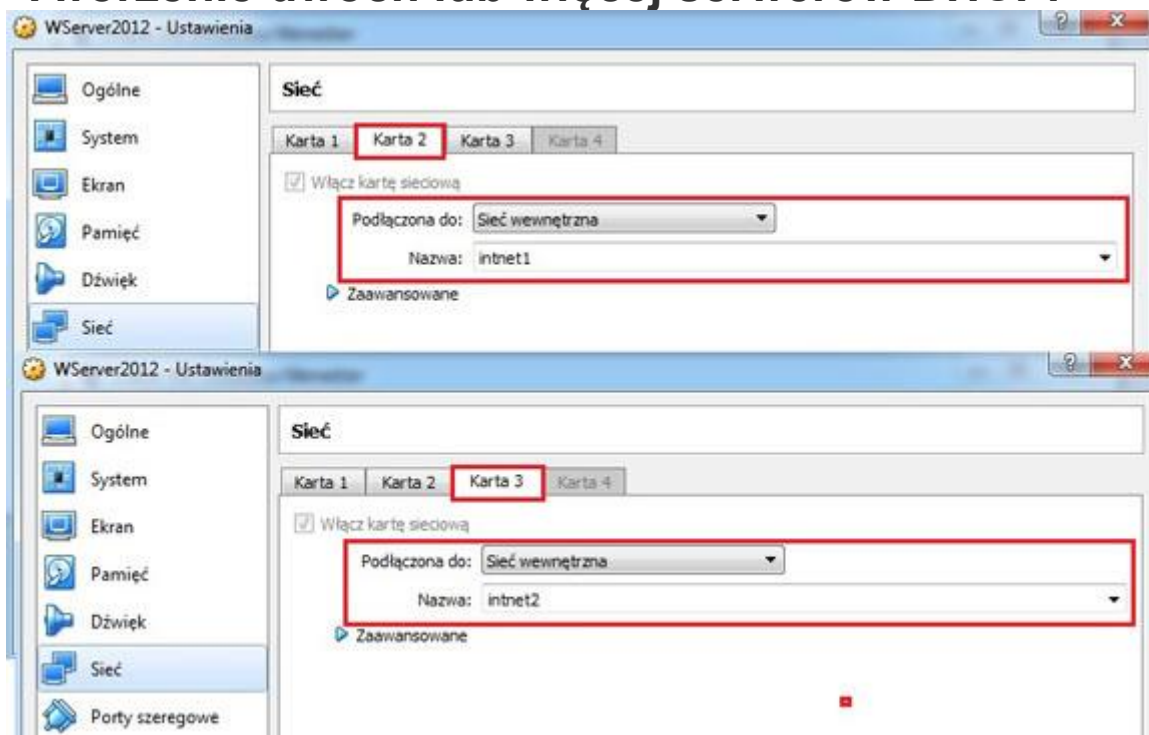 WServer2012 - Ustawienia
Ogólne
System
Ekran
Pamięć
Dźwięk
Sieć
Sieć
Karta 1 Karta 2 Karta 3 Karta 4
Włącz kartę sieciową
Podłączona do: Sieć wewnętrzna
Nazwa: intnet1
Zaawansowane
WServer2012 - Ustawienia
Ogólne
System
Ekran
Pamięć
Dźwięk
Sieć
Porty szeregowe
Sieć
Karta 1 Karta 2 Karta 3 Karta 4
Włącz kartę sieciową
Podłączona do: Sieć wewnętrzna
Nazwa: intnet2
Zaawansowane